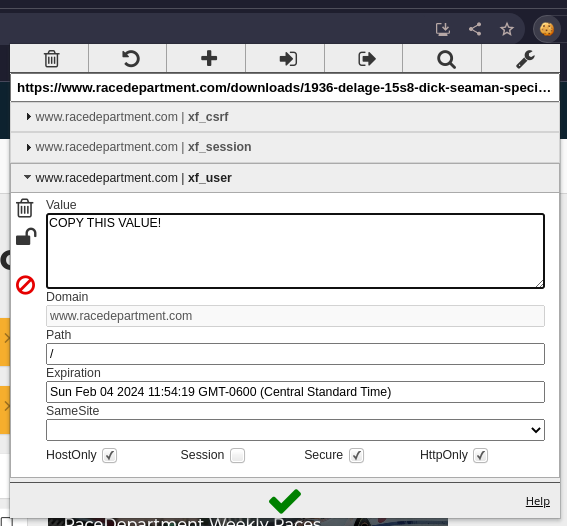 https://www.racedepartment.com/downloads/1936-delage-15s8-dick-seaman-speci…
www.racedepartment.com | xf_csrf
www.racedepartment.com | xf_session
www.racedepartment.com | xf_user
Value
COPY THIS VALUE!
Domain
www.racedepartment.com
Path
/
Expiration
Sun Feb 04 2024 11:54:19 GMT-0600 (Central Standard Time)
SameSite
HostOnly Session Secure HttpOnly
Help
RaceDepartment Weekly Races